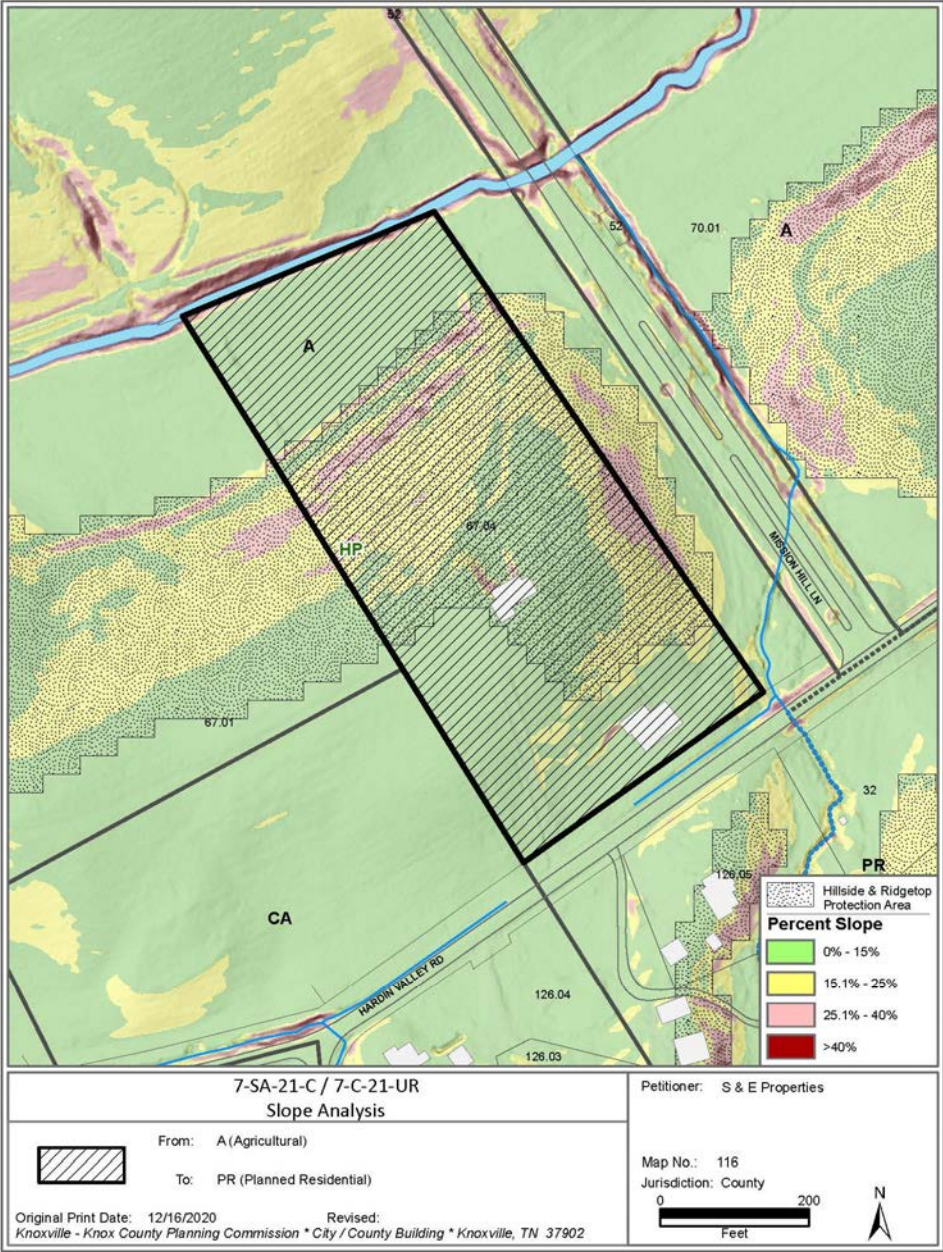 52
52
70.01
A
A
67.04
HP
MISSION HILL LN
67.01
32
PR
126.05
CA
HARDIN VALLEY RD
126.04
126.03
Hillside & Ridgetop
Protection Area
Percent Slope
0% - 15%
15.1% - 25%
25.1% - 40%
>40%
7-SA-21-C / 7-C-21-UR
Slope Analysis
From: A (Agricultural)
To: PR (Planned Residential)
Original Print Date: 12/16/2020 Revised:
Knoxville - Knox County Planning Commission * City / County Building * Knoxville, TN 37902
Petitioner: S & E Properties
Map No.: 116
Jurisdiction: County
0 200
Feet
N